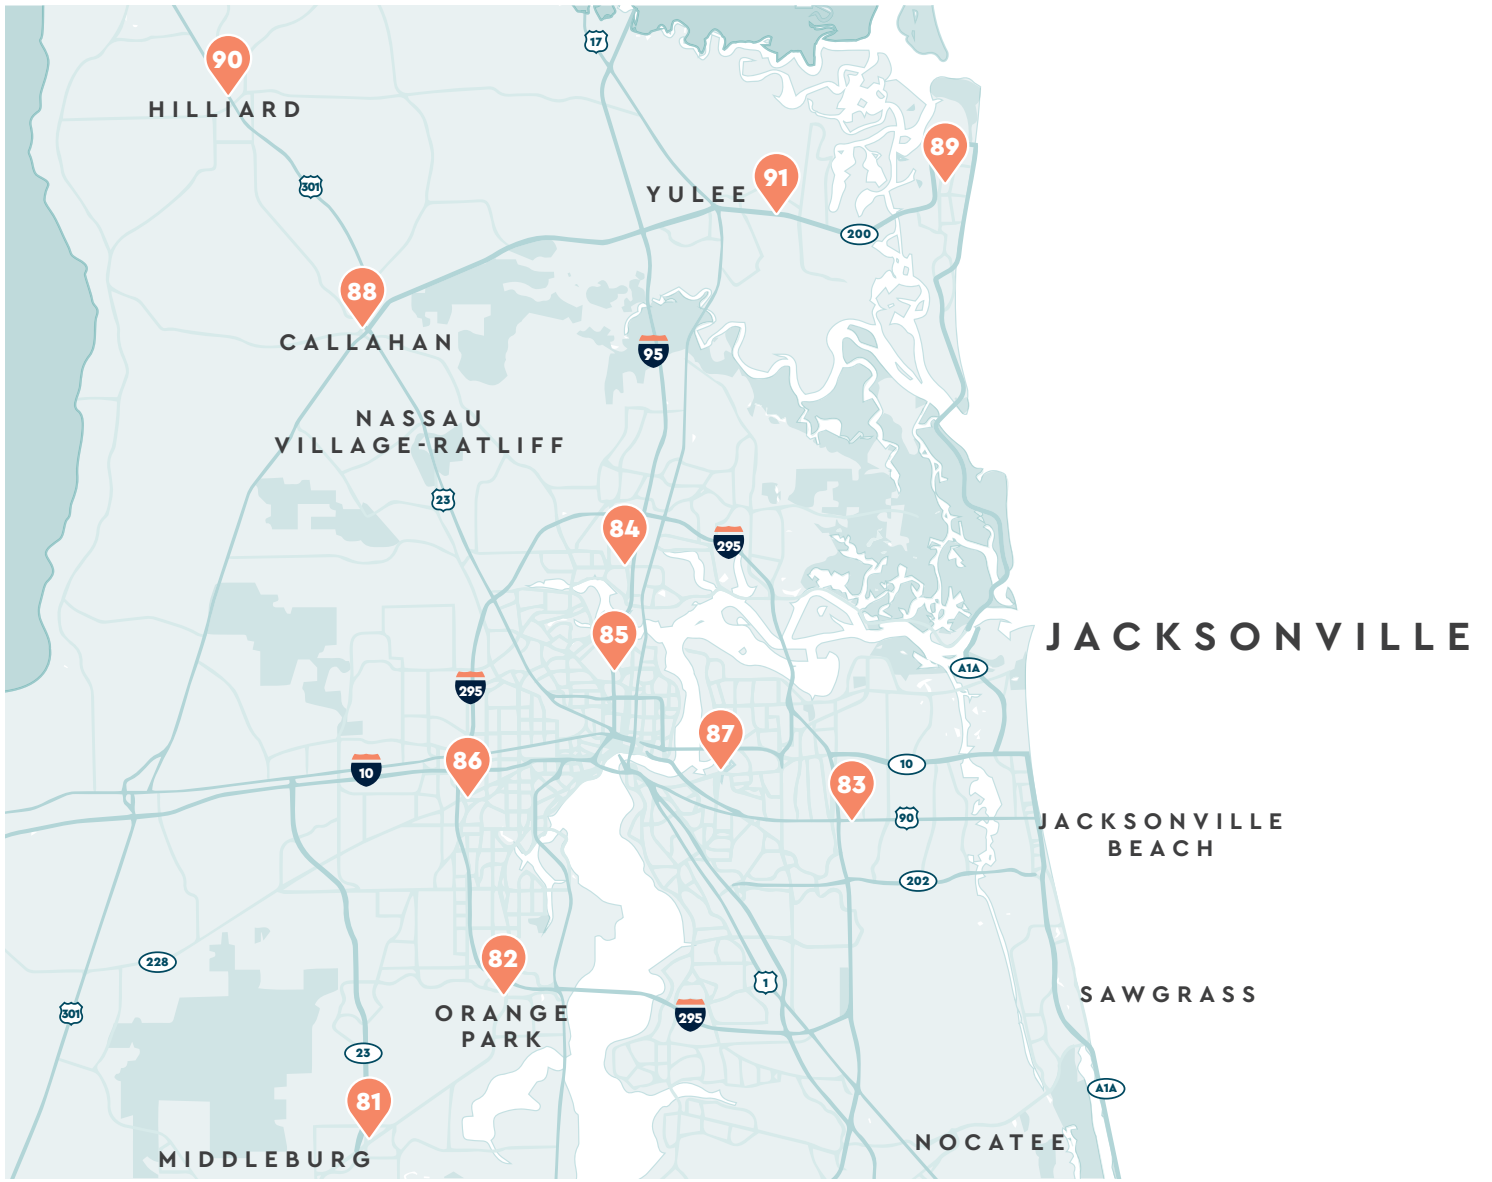 17
90
HILLIARD
89
91
301
YULEE
200
88
CALLAHAN
95
NASSAU
VILLAGE-RATLIFF
23
84
295
85
JACKSONVILLE
A1A
295
87
86
10
10
83
90
JACKSONVILLE
BEACH
202
82
228
1
SAWGRASS
301
ORANGE
PARK
295
23
A1A
81
NOCATEE
MIDDLEBURG